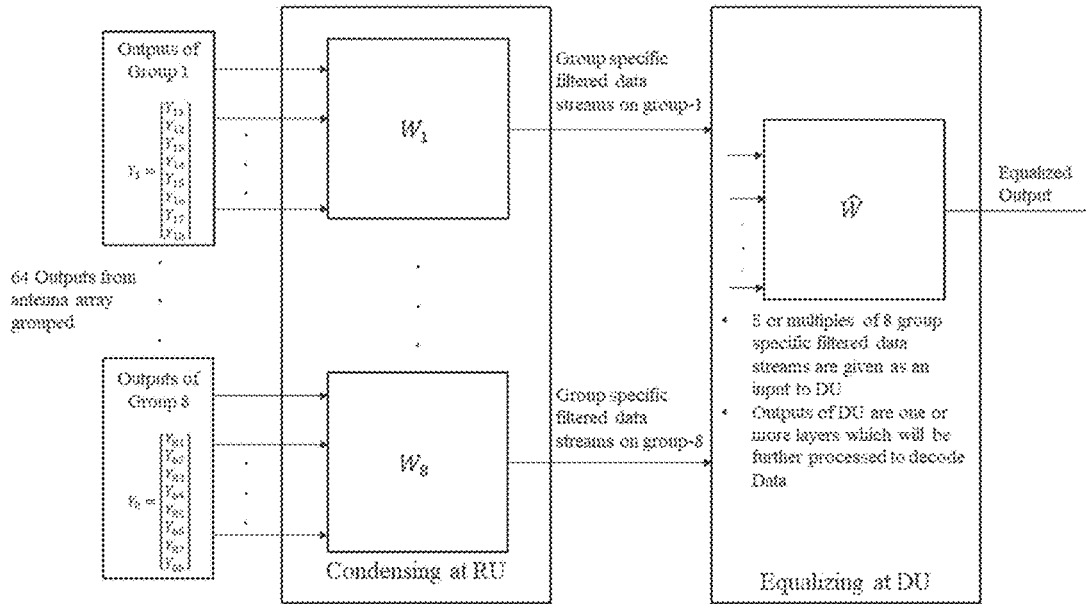 Outputs of
Group 1
Y₁ =
Y₁₁
Y₁₂
Y₁₃
Y₁₄
Y₁₅
Y₁₆
Y₁₇
Y₁₈
W₁
Group specific
filtered data
streams on group-1
64 Outputs from
antenna array
grouped
Outputs of
Group 8
Y₈₁
Y₈₂
Y₈₃
Y₈₄
Y₈₅
Y₈₆
Y₈₇
Y₈₈
W₈
Group specific
filtered data
streams on group-8
Condensing at RU
Ŵ
Equalized
Output
• 8 or multiples of 8 group
specific filtered data
streams are given as an
input to DU
• Outputs of DU are one or
more layers which will be
further processed to decode
Data
Equalizing at DU